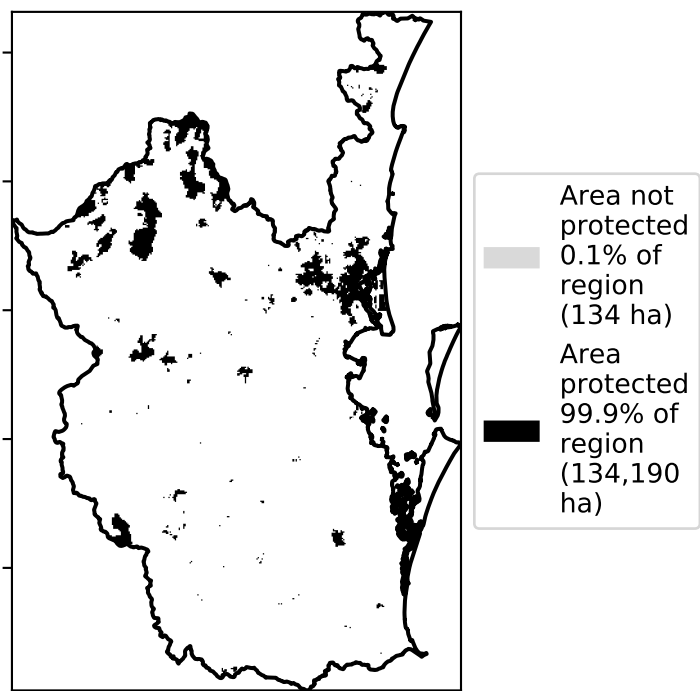 Area not
protected
0.1% of
region
(134 ha)
Area
protected
99.9% of
region
(134,190
ha)